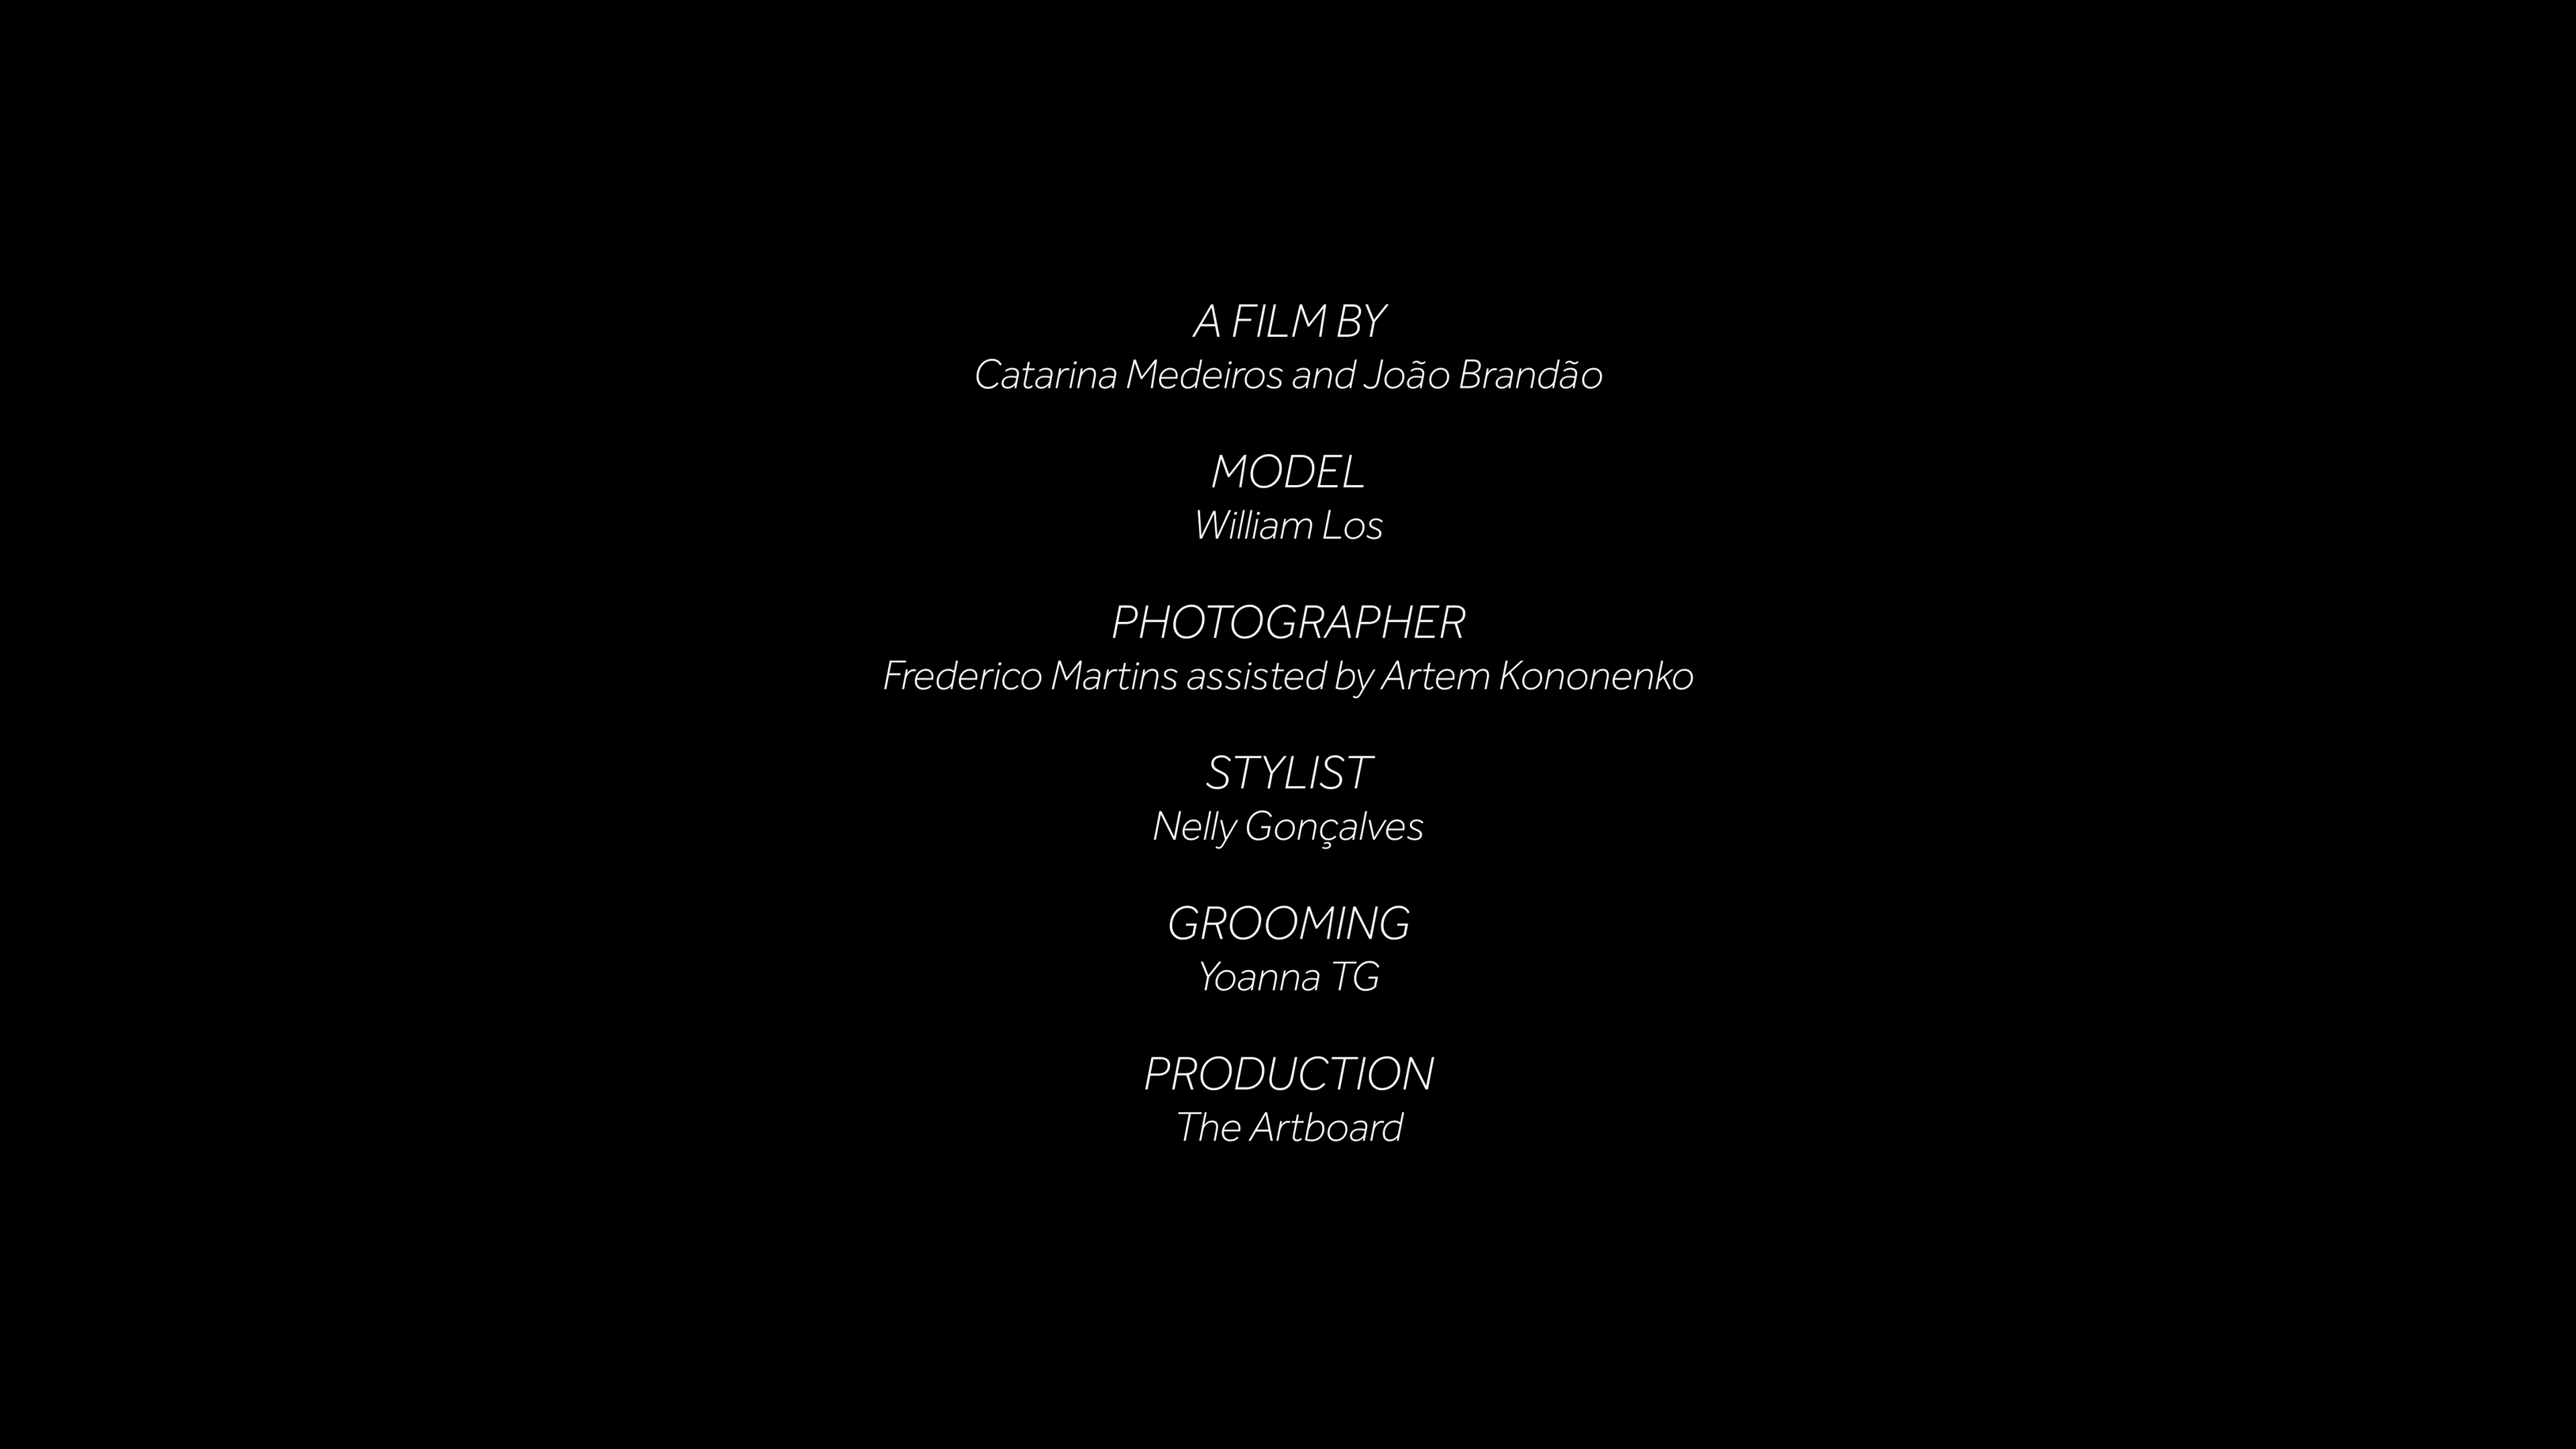 A FILM BY
Catarina Medeiros and João Brandão
MODEL
William Los
PHOTOGRAPHER
Frederico Martins assisted by Artem Kononenko
STYLIST
Nelly Gonçalves
GROOMING
Yoanna TG
PRODUCTION
The Artboard